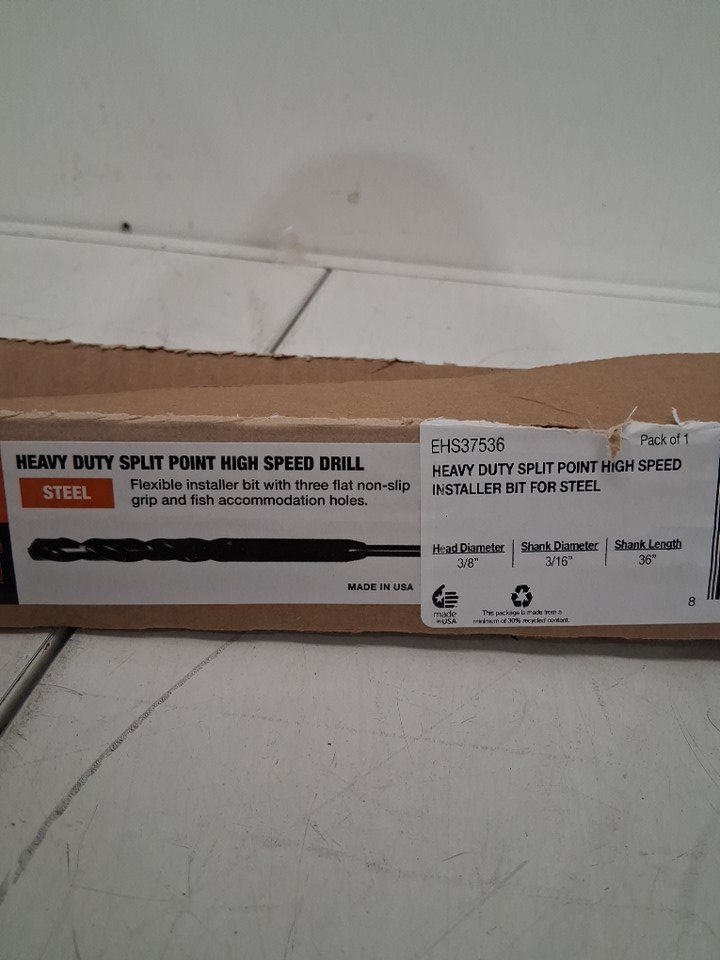 HEAVY DUTY SPLIT POINT HIGH SPEED DRILL
STEEL
Flexible installer bit with three flat non-slip
grip and fish accommodation holes.
MADE IN USA
EHS37536
Pack of 1
HEAVY DUTY SPLIT POINT HIGH SPEED
INSTALLER BIT FOR STEEL
Head Diameter Shank Diameter Shank Length
3/8" 3/16" 36"
made
in USA
This package is made from a
minimum of 30% recycled content.
8